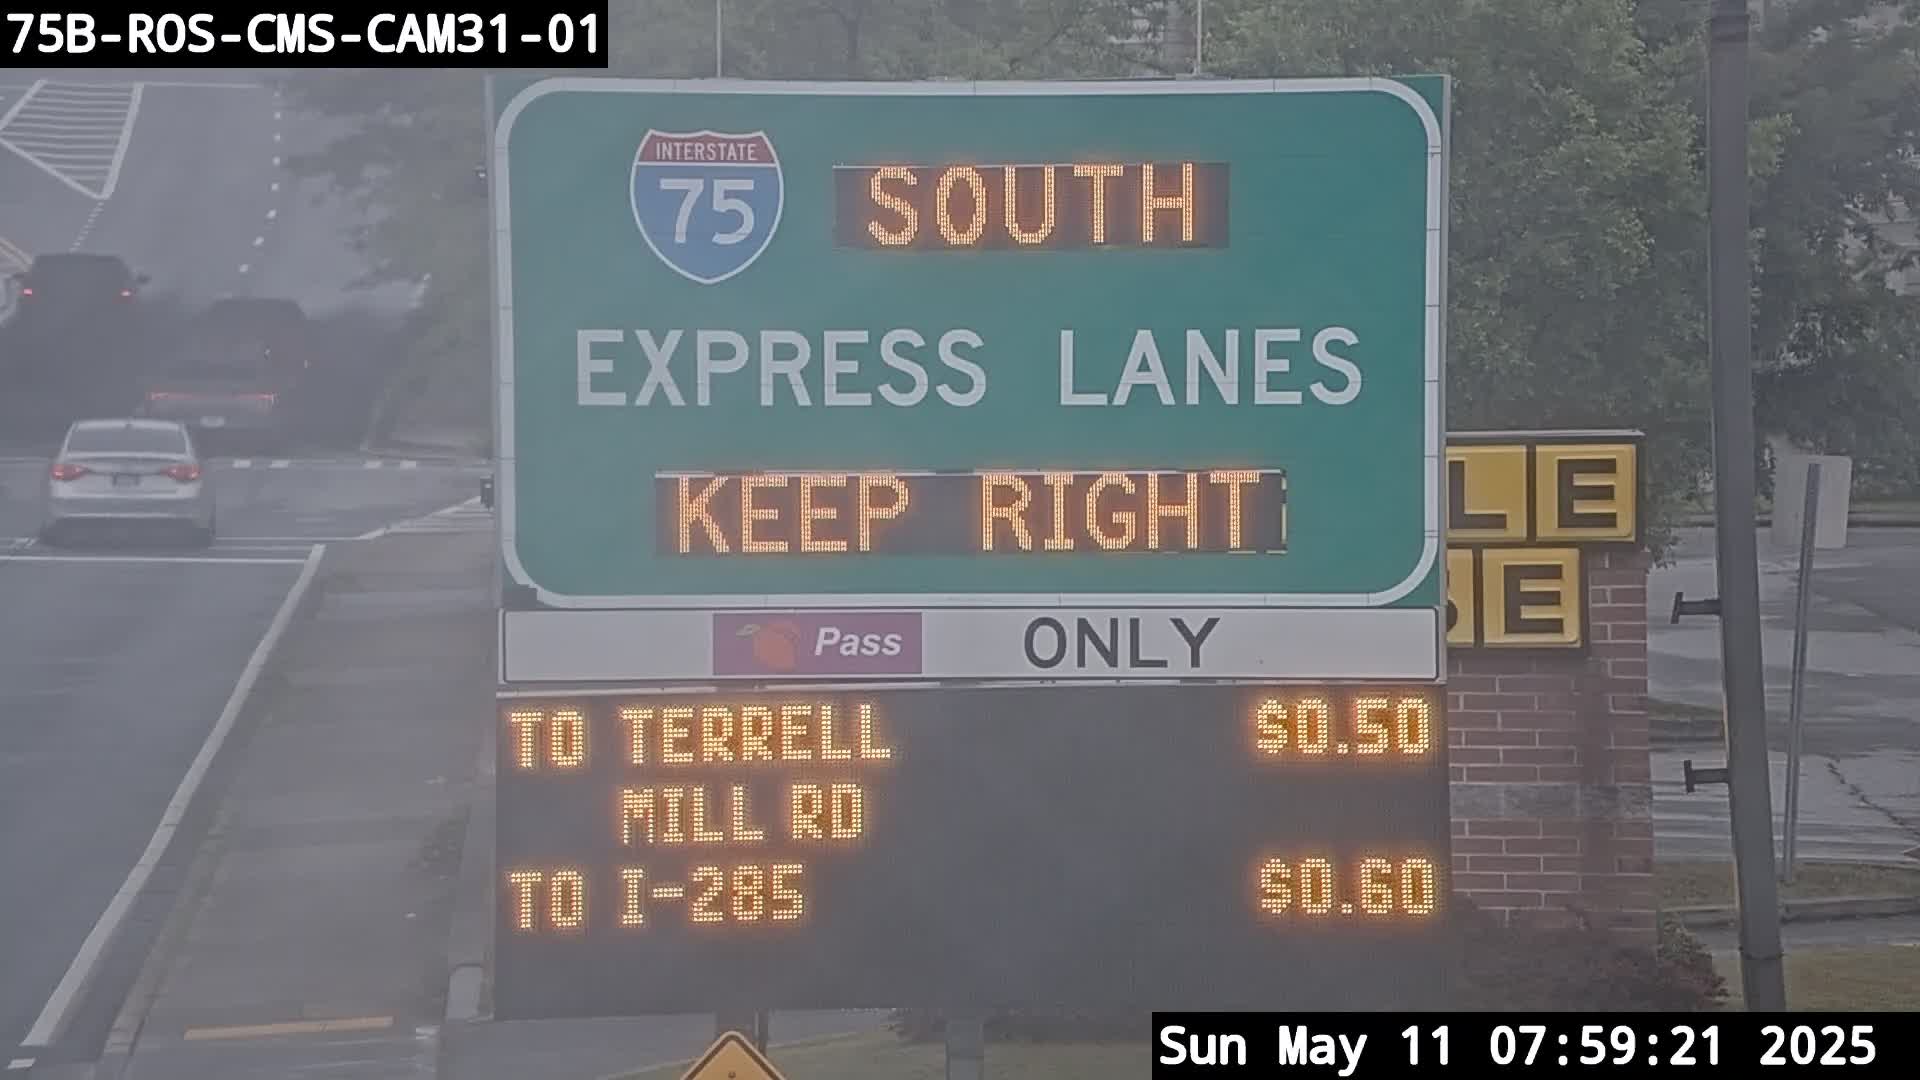 75B-ROS-CMS-CAM31-01
INTERSTATE
75
SOUTH
EXPRESS LANES
KEEP RIGHT
LE
E
Pass ONLY
TO TERRELL $0.50
MILL RD
TO I-285 $0.60
Sun May 11 07:59:21 2025